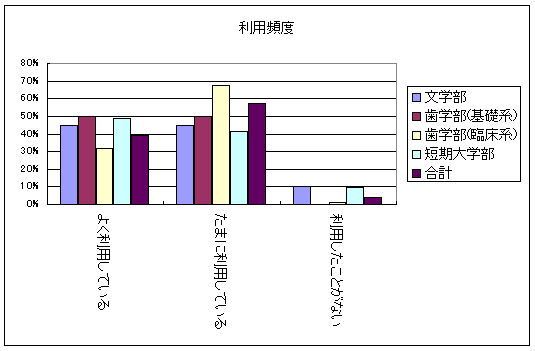 利用頻度
80%
70%
60%
50%
40%
30%
20%
10%
0%
よく利用している
たまに利用している
利用したことがない
文学部
歯学部(基礎系)
歯学部(臨床系)
短期大学部
合計